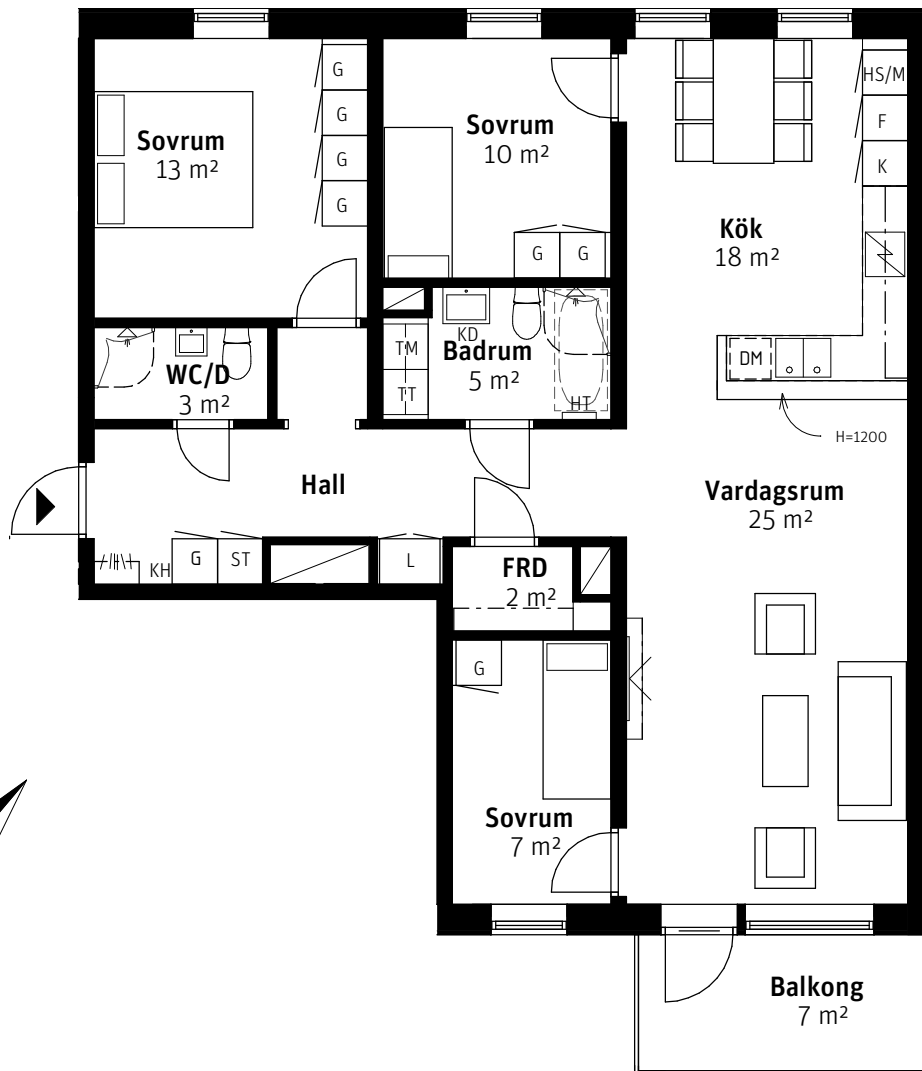 G
G
G
G
Sovrum
13 m²
Sovrum
10 m²
G
G
HS/M
F
K
Kök
18 m²
DM
H=1200
WC/D
3 m²
TM
TT
KD
Badrum
5 m²
HT
Hall
Vardagsrum
25 m²
KH
G
ST
L
FRD
2 m²
G
Sovrum
7 m²
Balkong
7 m²